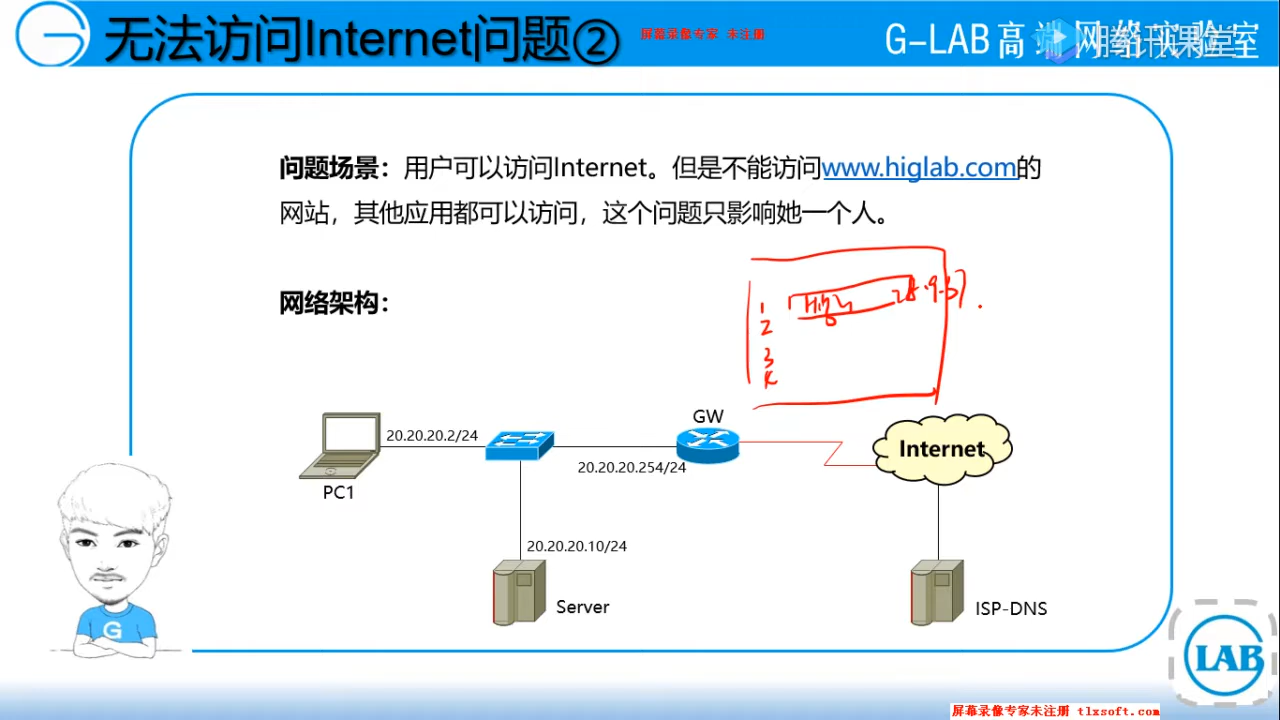 无法访问Internet问题②
屏幕录像专家 未注册
G-LAB高端网络实验室
腾讯课堂
问题场景：用户可以访问Internet。但是不能访问www.higlab.com的
网站，其他应用都可以访问，这个问题只影响她一个人。
网络架构：
1
2
3
GW
20.20.20.2/24
20.20.20.254/24
Internet
PC1
20.20.20.10/24
Server
ISP-DNS
G
LAB
屏幕录像专家未注册 tlxsoft.com